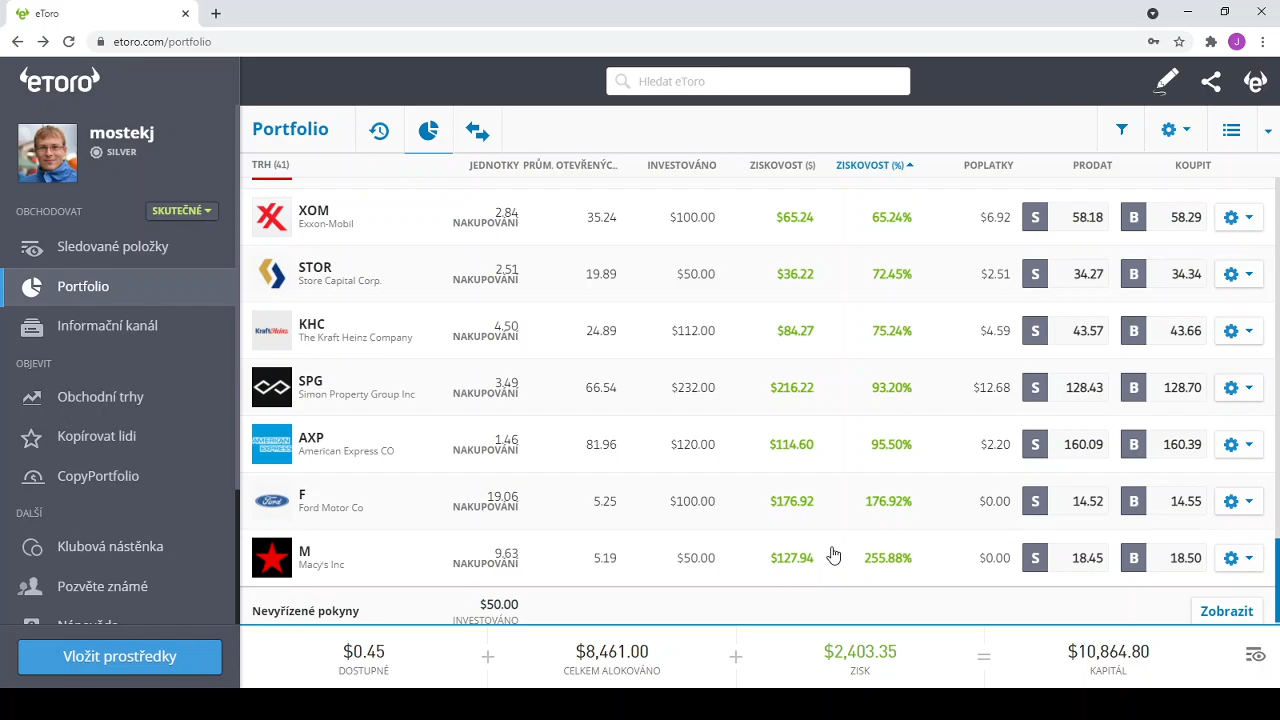 eToro
etoro.com/portfolio
J
eToro
Hledat eToro
mostekj
SILVER
OBCHODOVAT
SKUTEČNÉ
Sledované položky
Portfolio
Informační kanál
OBJEVIT
Obchodní trhy
Kopírovat lidi
CopyPortfolio
DALŠÍ
Klubová nástěnka
Pozvěte známé
Nápověda
Vložit prostředky
Portfolio
TRH (41) JEDNOTKY PRŮM. OTEVŘENÝC.. INVESTOVÁNO ZISKOVOST ($) ZISKOVOST (%) POPLATKY PRODAT KOUPIT
XOM 2.84 35.24 $100.00 $65.24 65.24% $6.92 S 58.18 B 58.29
Exxon-Mobil NAKUPOVÁNÍ
STOR 2.51 19.89 $50.00 $36.22 72.45% $2.51 S 34.27 B 34.34
Store Capital Corp. NAKUPOVÁNÍ
KraftHeinz
KHC 4.50 24.89 $112.00 $84.27 75.24% $4.59 S 43.57 B 43.66
The Kraft Heinz Company NAKUPOVÁNÍ
SPG 3.49 66.54 $232.00 $216.22 93.20% $12.68 S 128.43 B 128.70
Simon Property Group Inc NAKUPOVÁNÍ
AMERICAN EXPRESS
AXP 1.46 81.96 $120.00 $114.60 95.50% $2.20 S 160.09 B 160.39
American Express CO NAKUPOVÁNÍ
Ford
F 19.06 5.25 $100.00 $176.92 176.92% $0.00 S 14.52 B 14.55
Ford Motor Co NAKUPOVÁNÍ
M 9.63 5.19 $50.00 $127.94 255.88% $0.00 S 18.45 B 18.50
Macy's Inc NAKUPOVÁNÍ
Nevyřízené pokyny $50.00 Zobrazit
INVESTOVÁNO
$0.45 + $8,461.00 + $2,403.35 = $10,864.80
DOSTUPNÉ CELKEM ALOKOVÁNO ZISK KAPITÁL